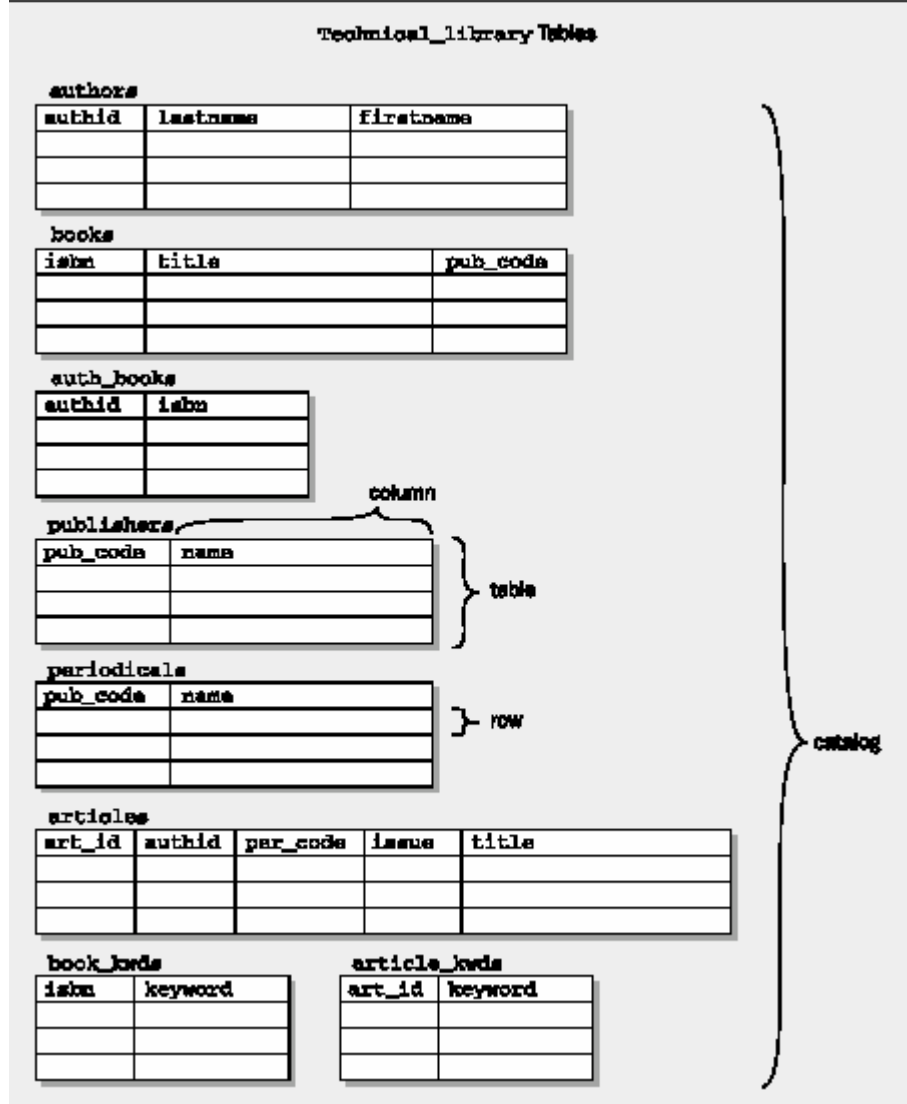 Technical_library Tables
authors
authid lastname firstname
books
isbn title pub_code
auth_books
authid isbn
column
publishers
pub_code name
table
periodicals
pub_code name
row
catalog
articles
art_id authid per_code issue title
book_kwds article_kwds
isbn keyword art_id keyword